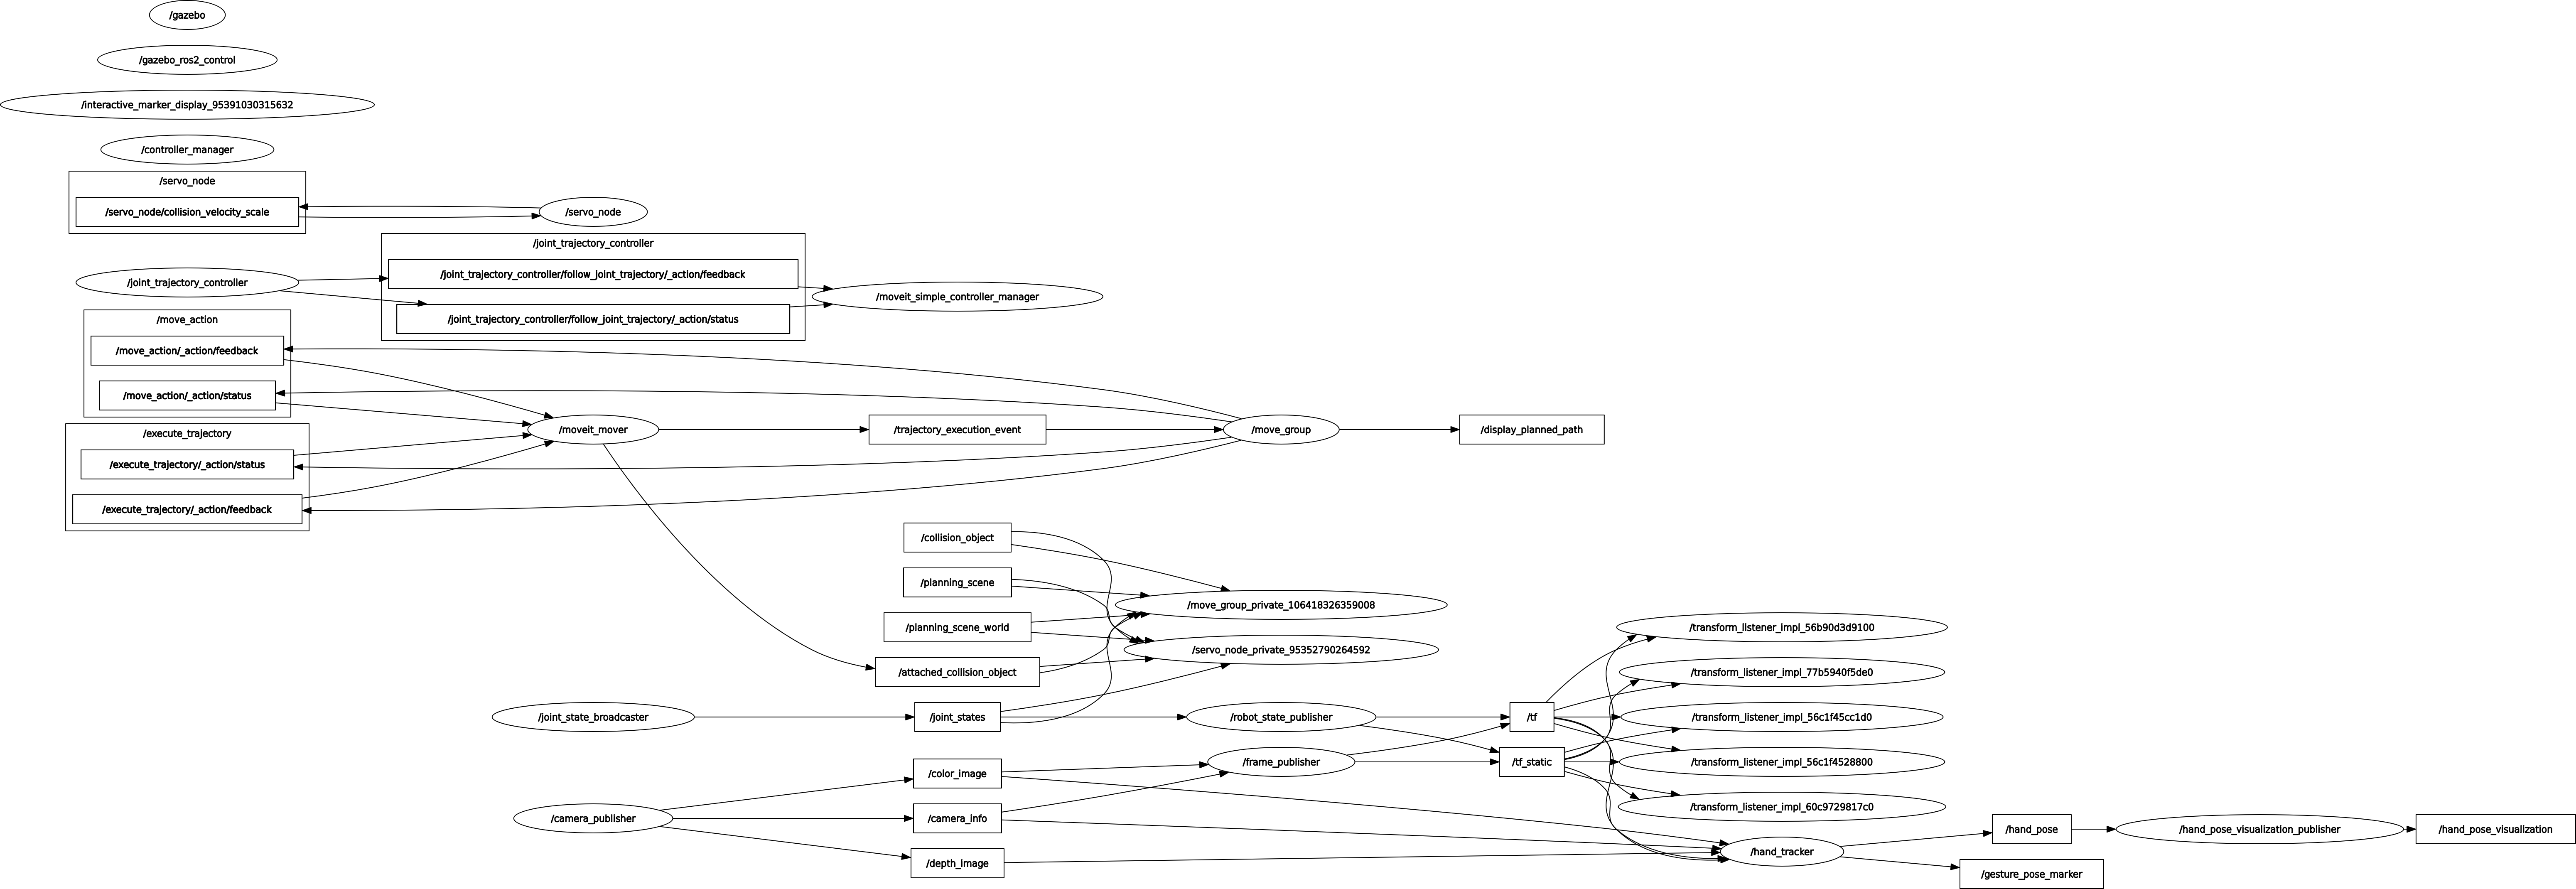 /gazebo
/gazebo_ros2_control
/interactive_marker_display_95391030315632
/controller_manager
/servo_node
/servo_node/collision_velocity_scale
/servo_node
/joint_trajectory_controller
/joint_trajectory_controller/follow_joint_trajectory/_action/feedback
/joint_trajectory_controller
/moveit_simple_controller_manager
/joint_trajectory_controller/follow_joint_trajectory/_action/status
/move_action
/move_action/_action/feedback
/move_action/_action/status
/execute_trajectory
/moveit_mover
/trajectory_execution_event
/move_group
/display_planned_path
/execute_trajectory/_action/status
/execute_trajectory/_action/feedback
/collision_object
/planning_scene
/move_group_private_106418326359008
/planning_scene_world
/transform_listener_impl_56b90d3d9100
/servo_node_private_95352790264592
/attached_collision_object
/transform_listener_impl_77b5940f5de0
/joint_state_broadcaster
/joint_states
/robot_state_publisher
/tf
/transform_listener_impl_56c1f45cc1d0
/color_image
/frame_publisher
/tf_static
/transform_listener_impl_56c1f4528800
/camera_publisher
/camera_info
/transform_listener_impl_60c9729817c0
/hand_pose
/hand_pose_visualization_publisher
/hand_pose_visualization
/depth_image
/hand_tracker
/gesture_pose_marker